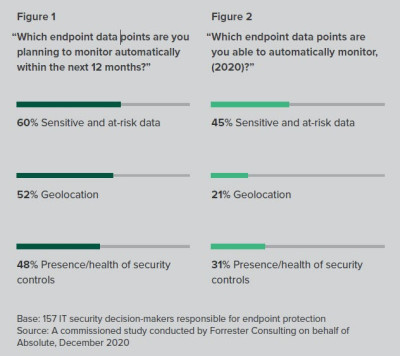 Figure 1
"Which endpoint data points are you
planning to monitor automatically
within the next 12 months?"
60% Sensitive and at-risk data
52% Geolocation
48% Presence/health of security
controls
Figure 2
"Which endpoint data points are
you able to automatically monitor,
(2020)?"
45% Sensitive and at-risk data
21% Geolocation
31% Presence/health of security
controls
Base: 157 IT security decision-makers responsible for endpoint protection
Source: A commissioned study conducted by Forrester Consulting on behalf of
Absolute, December 2020